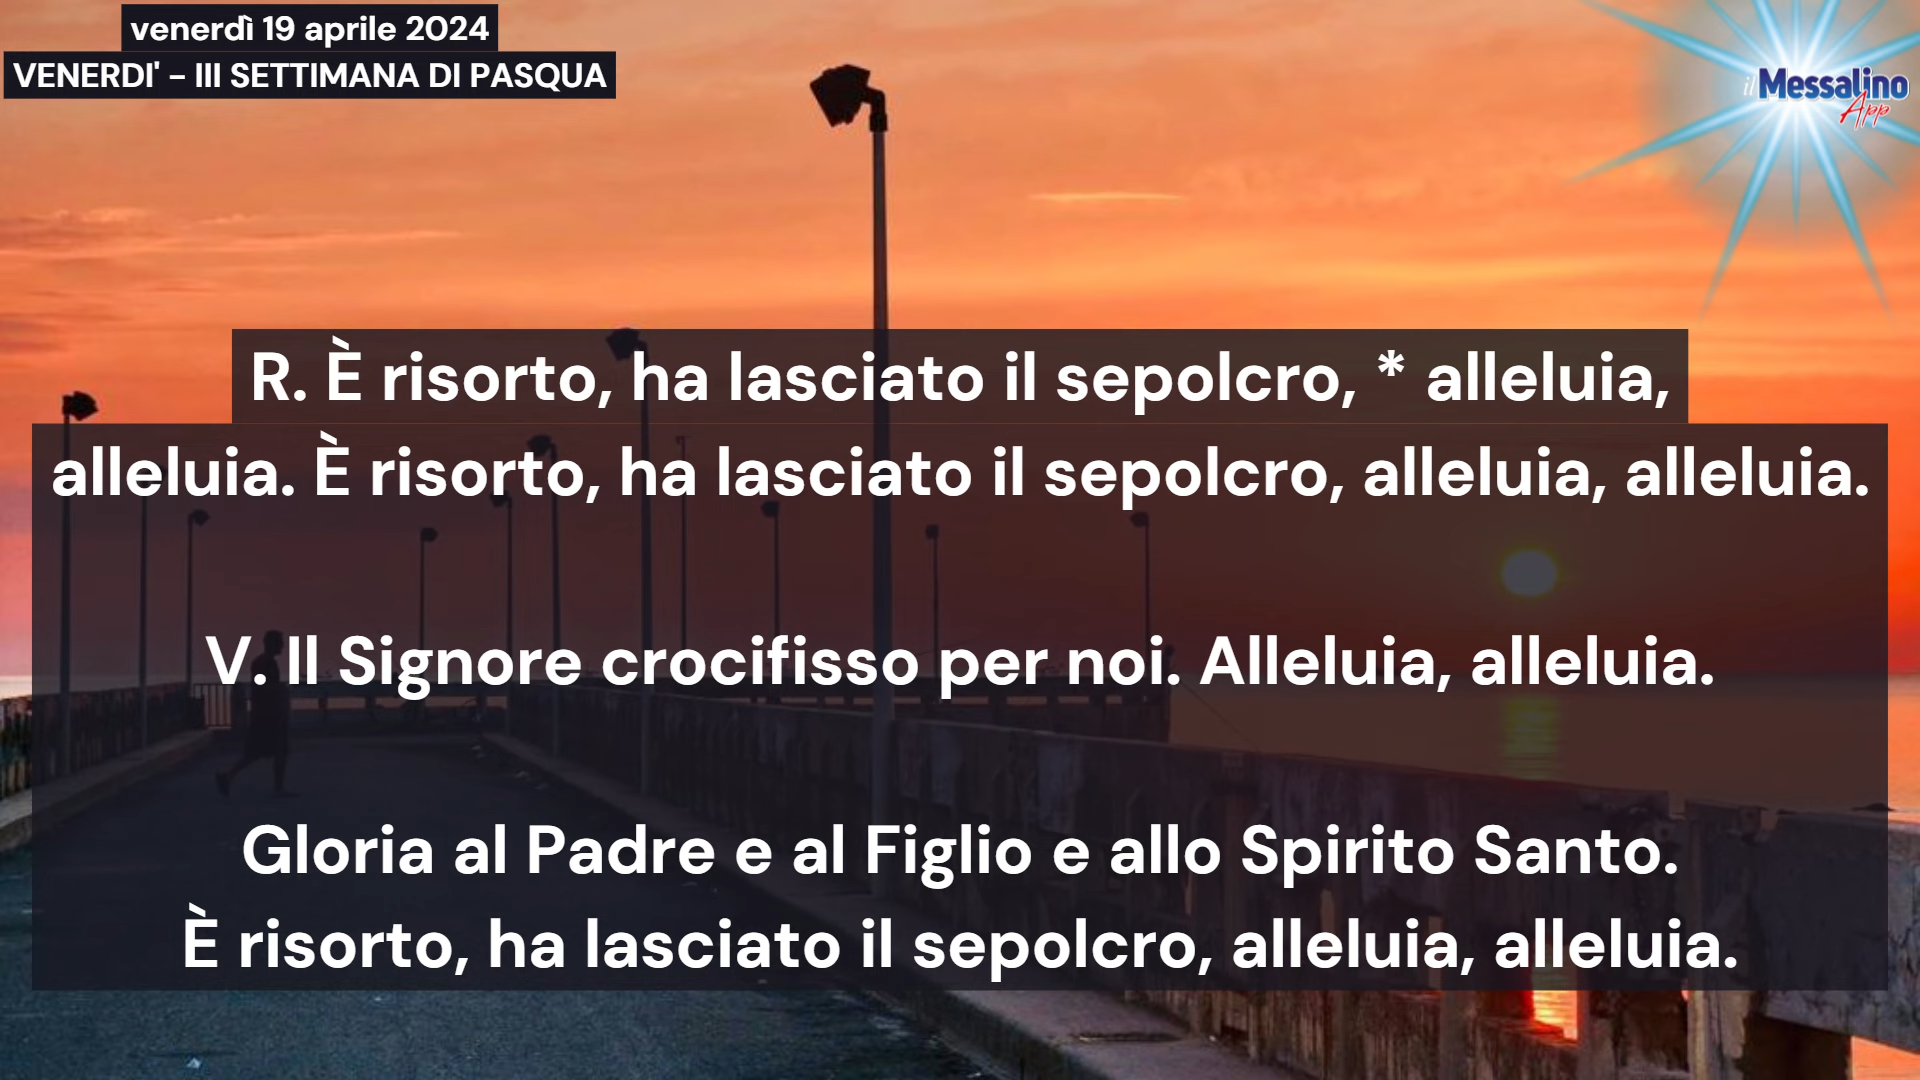 venerdì 19 aprile 2024
VENERDI' - III SETTIMANA DI PASQUA
il Messalino
App
R. È risorto, ha lasciato il sepolcro, * alleluia,
alleluia. È risorto, ha lasciato il sepolcro, alleluia, alleluia.
V. Il Signore crocifisso per noi. Alleluia, alleluia.
Gloria al Padre e al Figlio e allo Spirito Santo.
È risorto, ha lasciato il sepolcro, alleluia, alleluia.